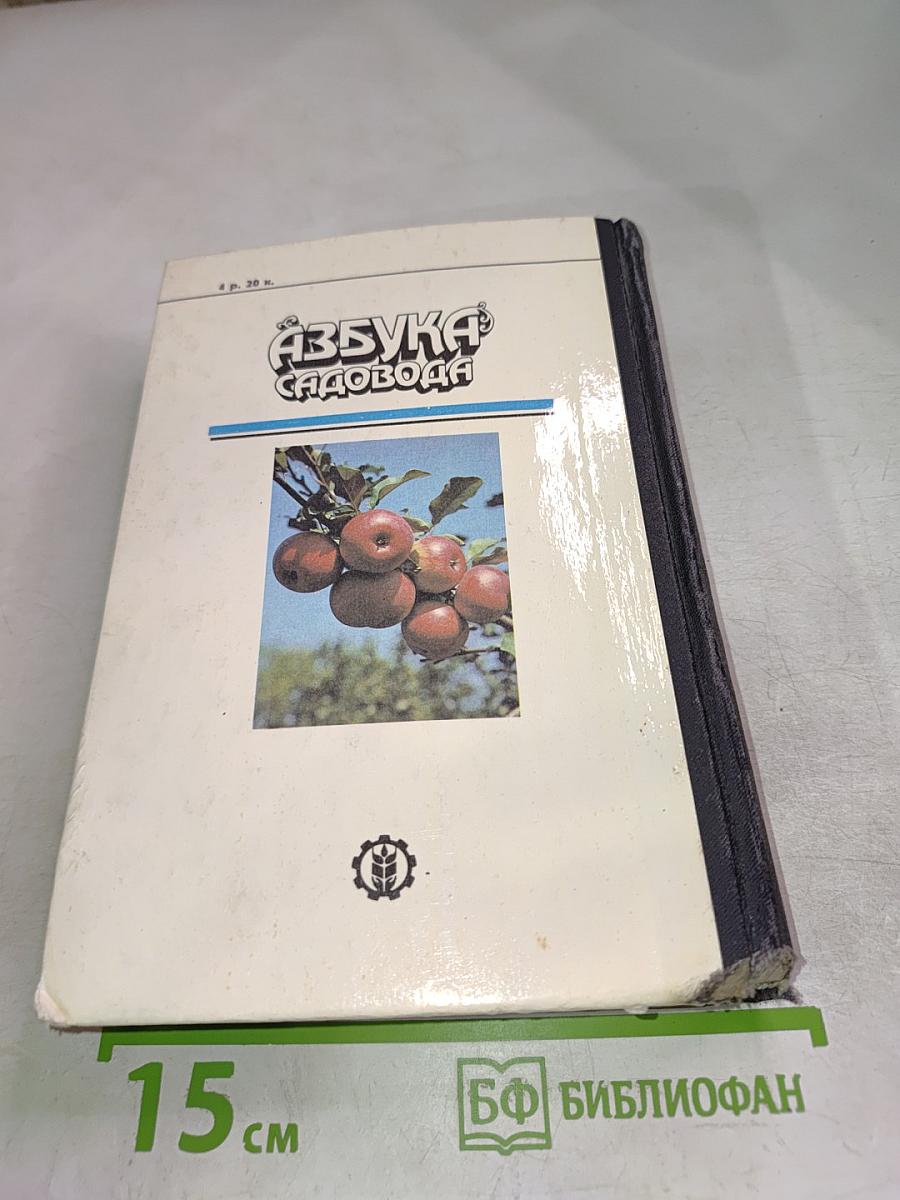 4 р. 20 к.
АЗБУКА
САДОВОДА
15 см
БФ БИБЛИОФАН